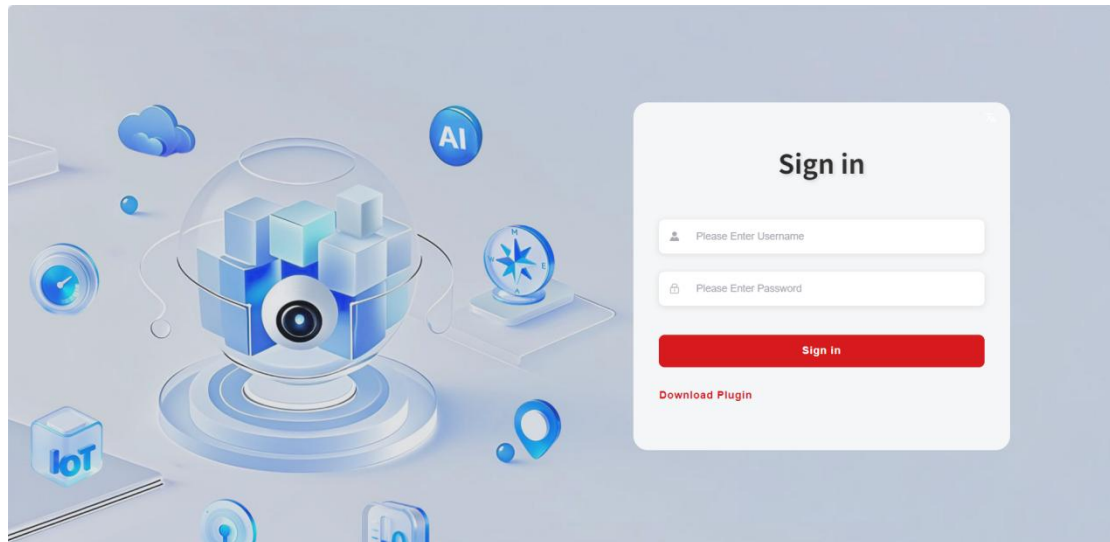 AI
Sign in
Please Enter Username
M
W
E
Please Enter Password
Sign in
Download Plugin
IoT